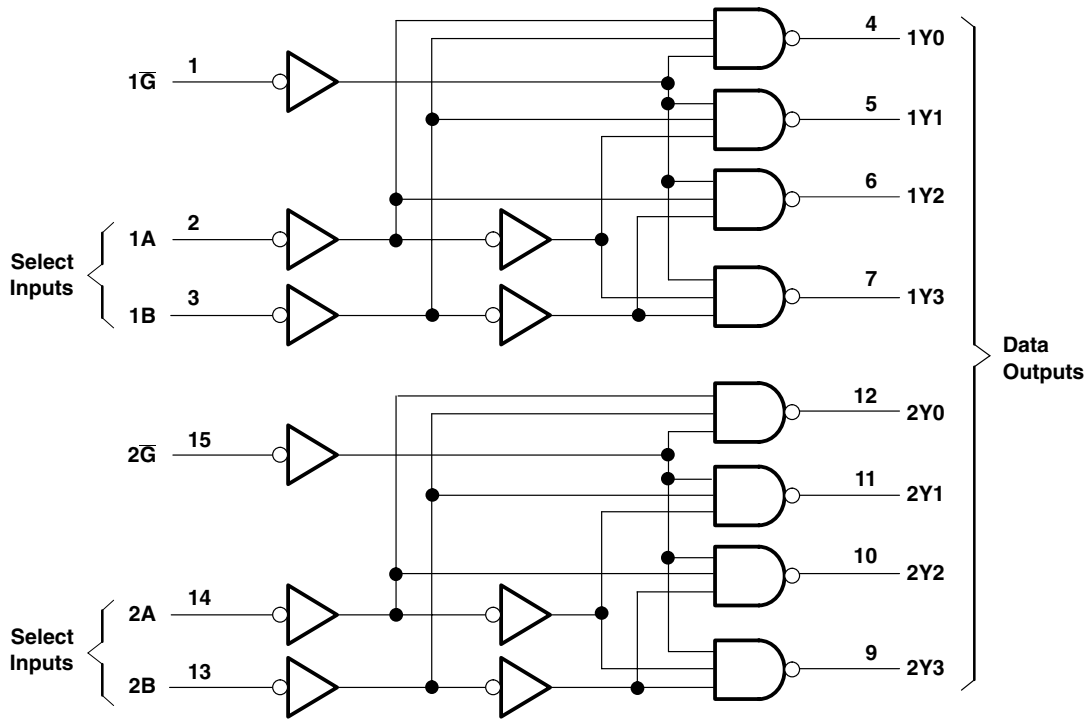 4
1Y0
1G̅ 1
5
1Y1
6
1Y2
Select
Inputs
1A 2
1B 3
7
1Y3
Data
Outputs
12
2Y0
2G̅ 15
11
2Y1
10
2Y2
Select
Inputs
2A 14
2B 13
9
2Y3